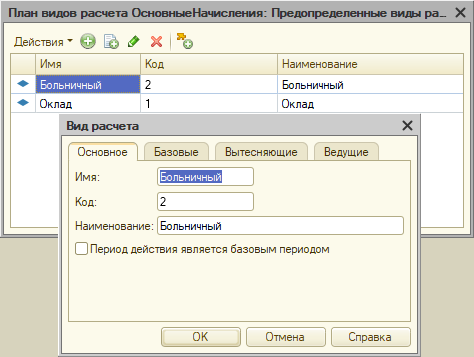 План видов расчета ОсновныеНачисления: Предопределенные виды ра...
Действия
Имя Код Наименование
Больничный 2 Больничный
Оклад 1 Оклад
Вид расчета
Основное Базовые Вытесняющие Ведущие
Имя: Больничный
Код: 2
Наименование: Больничный
Период действия является базовым периодом
OK Отмена Справка